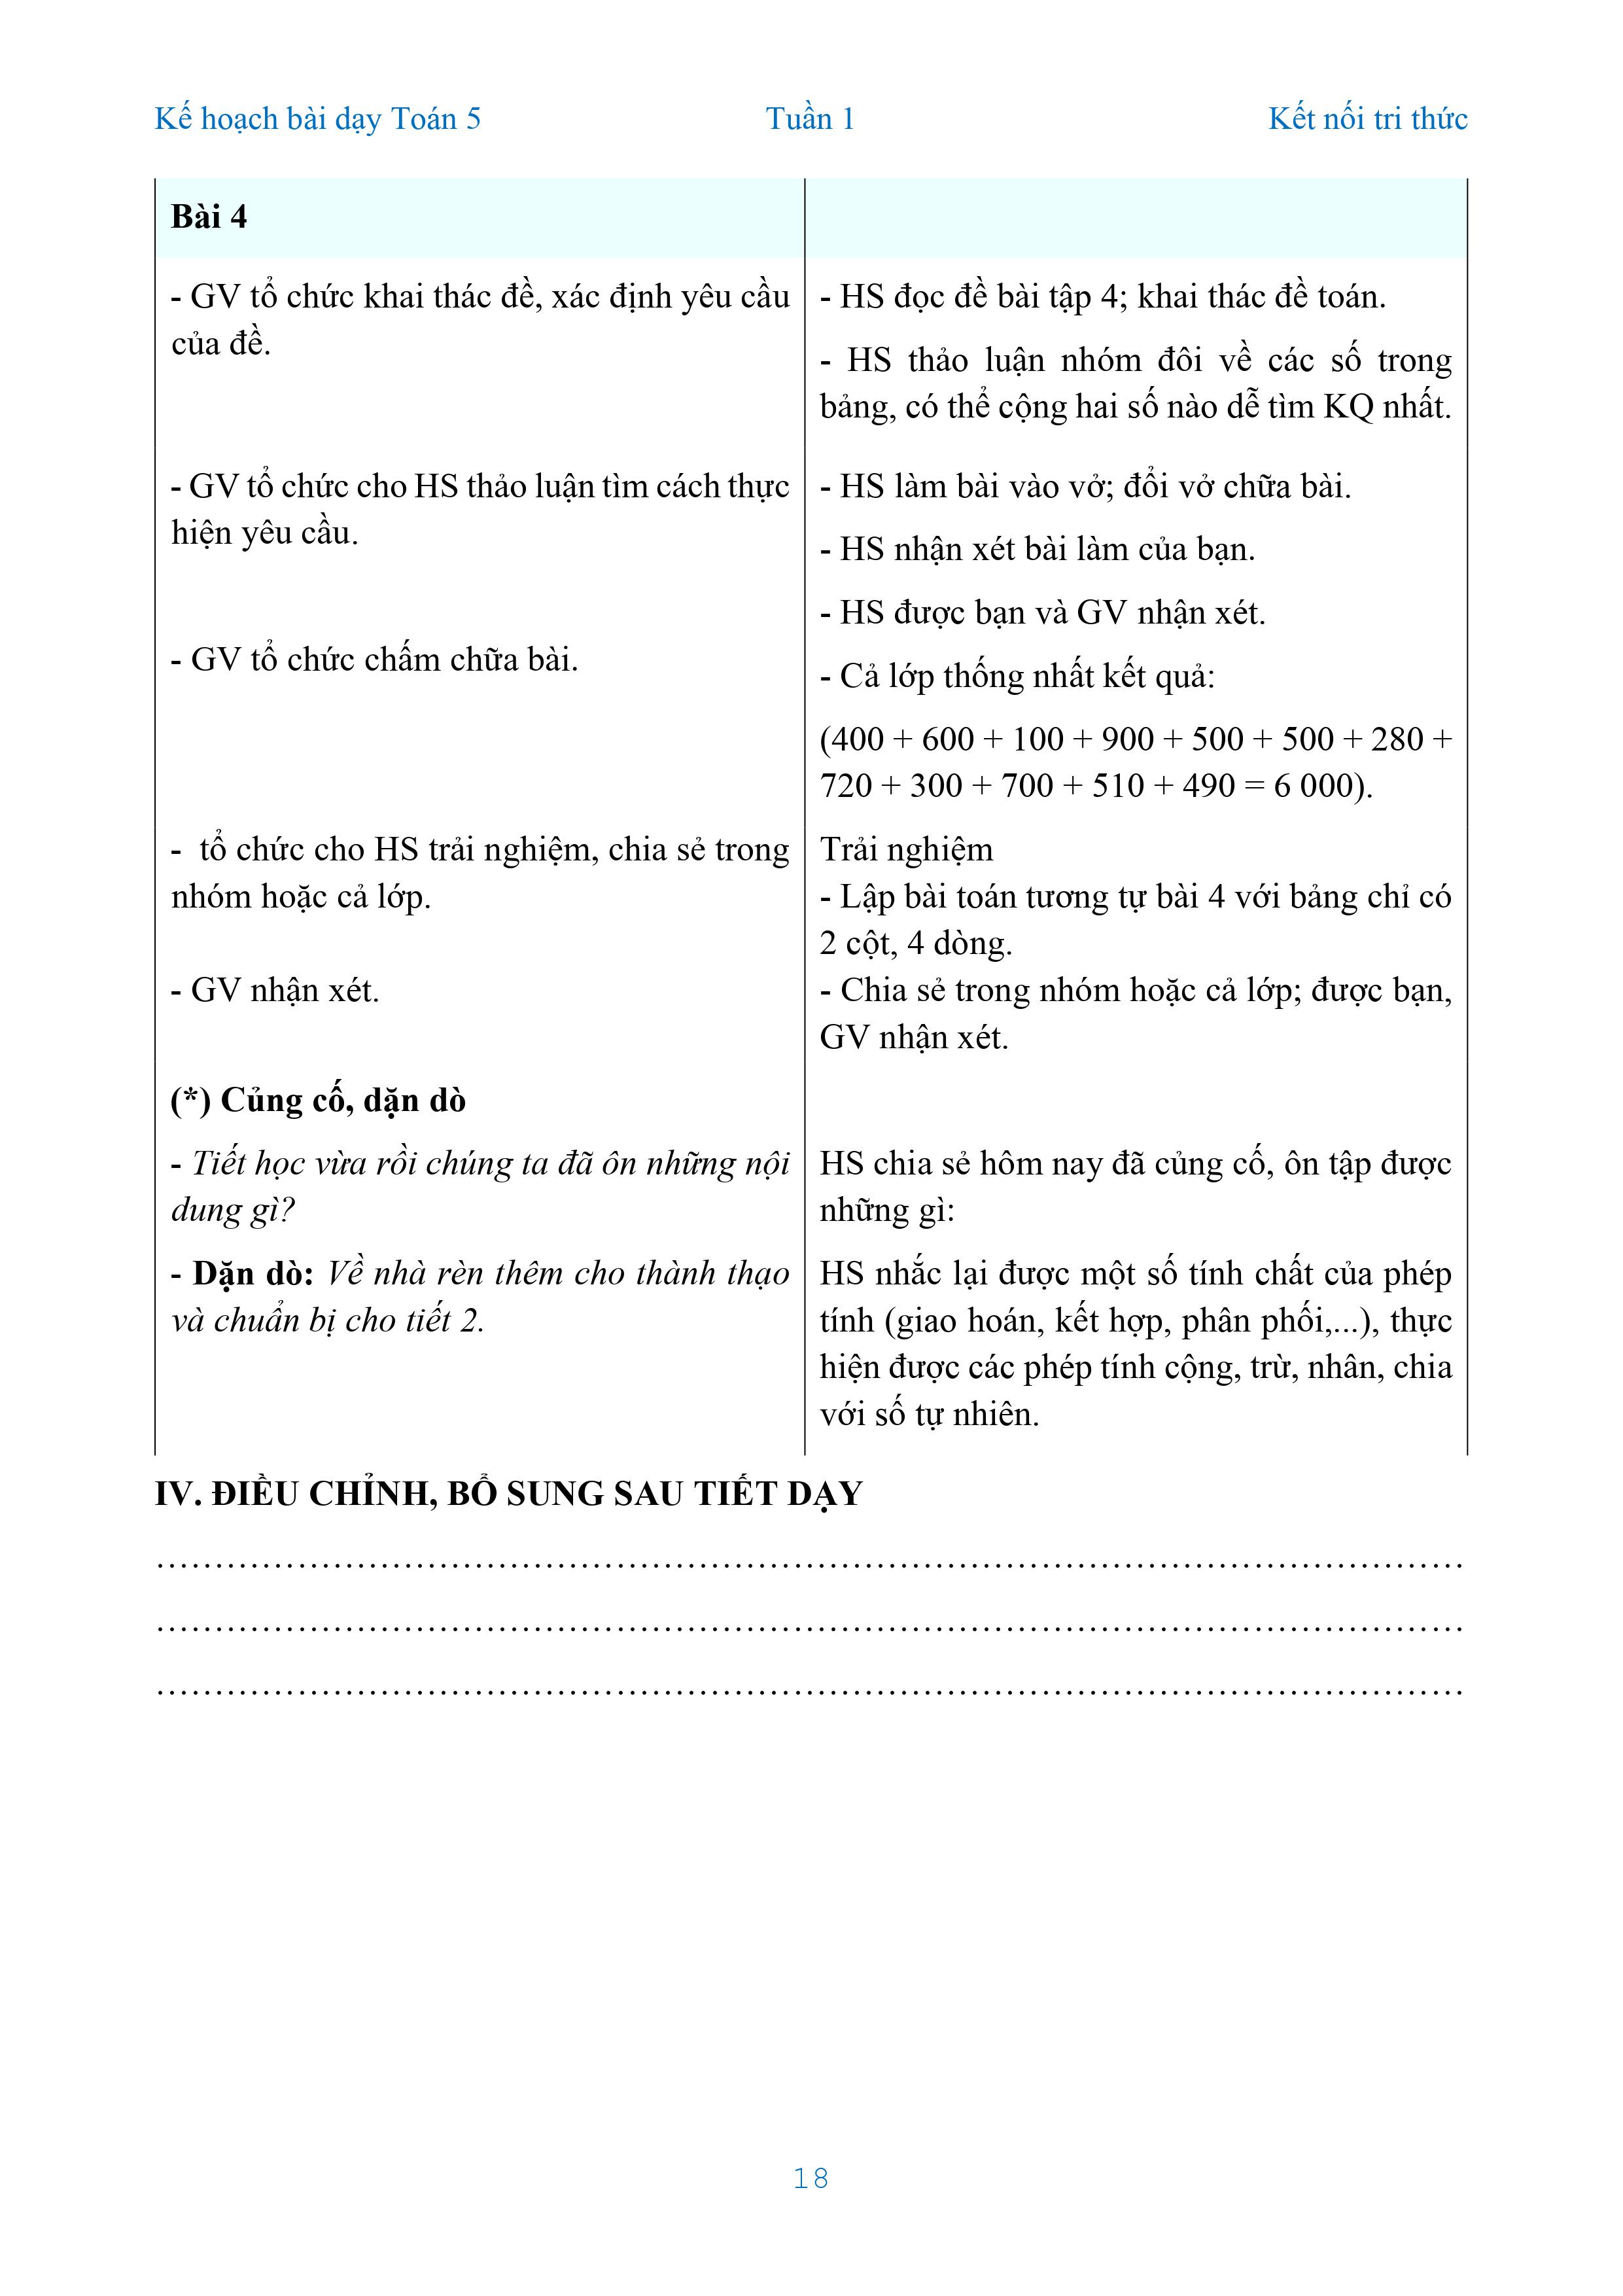 Kế hoạch bài dạy Toán 5 Tuần 1 Kết nối tri thức
Bài 4
- GV tổ chức khai thác đề, xác định yêu cầu
của đề.
- HS đọc đề bài tập 4; khai thác đề toán.
- HS thảo luận nhóm đôi về các số trong
bảng, có thể cộng hai số nào dễ tìm KQ nhất.
- GV tổ chức cho HS thảo luận tìm cách thực
hiện yêu cầu.
- GV tổ chức chấm chữa bài.
- HS làm bài vào vở; đổi vở chữa bài.
- HS nhận xét bài làm của bạn.
- HS được bạn và GV nhận xét.
- Cả lớp thống nhất kết quả:
(400 + 600 + 100 + 900 + 500 + 500 + 280 +
720 + 300 + 700 + 510 + 490 = 6 000).
- tổ chức cho HS trải nghiệm, chia sẻ trong
nhóm hoặc cả lớp.
- GV nhận xét.
Trải nghiệm
- Lập bài toán tương tự bài 4 với bảng chỉ có
2 cột, 4 dòng.
- Chia sẻ trong nhóm hoặc cả lớp; được bạn,
GV nhận xét.
(*) Củng cố, dặn dò
- Tiết học vừa rồi chúng ta đã ôn những nội
dung gì?
- Dặn dò: Về nhà rèn thêm cho thành thạo
và chuẩn bị cho tiết 2.
HS chia sẻ hôm nay đã củng cố, ôn tập được
những gì:
HS nhắc lại được một số tính chất của phép
tính (giao hoán, kết hợp, phân phối,...), thực
hiện được các phép tính cộng, trừ, nhân, chia
với số tự nhiên.
IV. ĐIỀU CHỈNH, BỔ SUNG SAU TIẾT DẠY
…………………………………………………………………………………………………
…………………………………………………………………………………………………
…………………………………………………………………………………………………
18